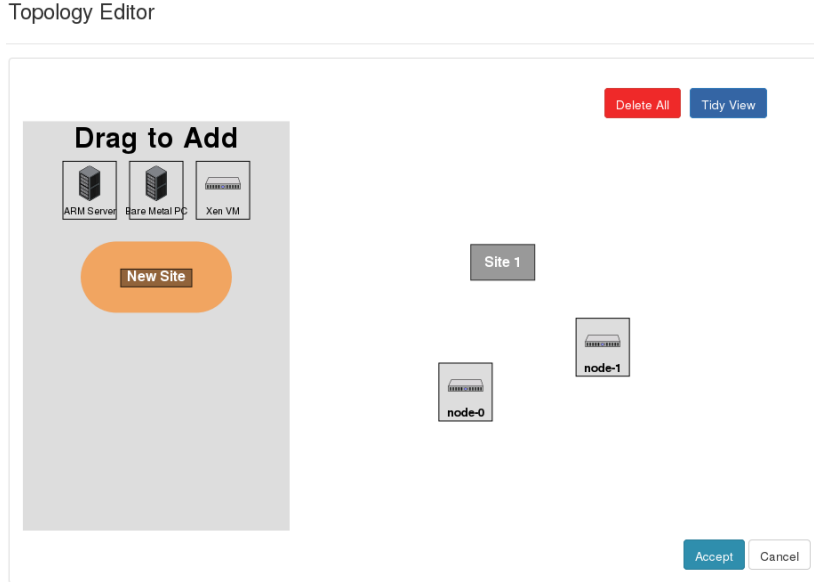 Topology Editor
Delete All
Tidy View
Drag to Add
ARM Server
Bare Metal PC
Xen VM
New Site
Site 1
node-1
node-0
Accept
Cancel